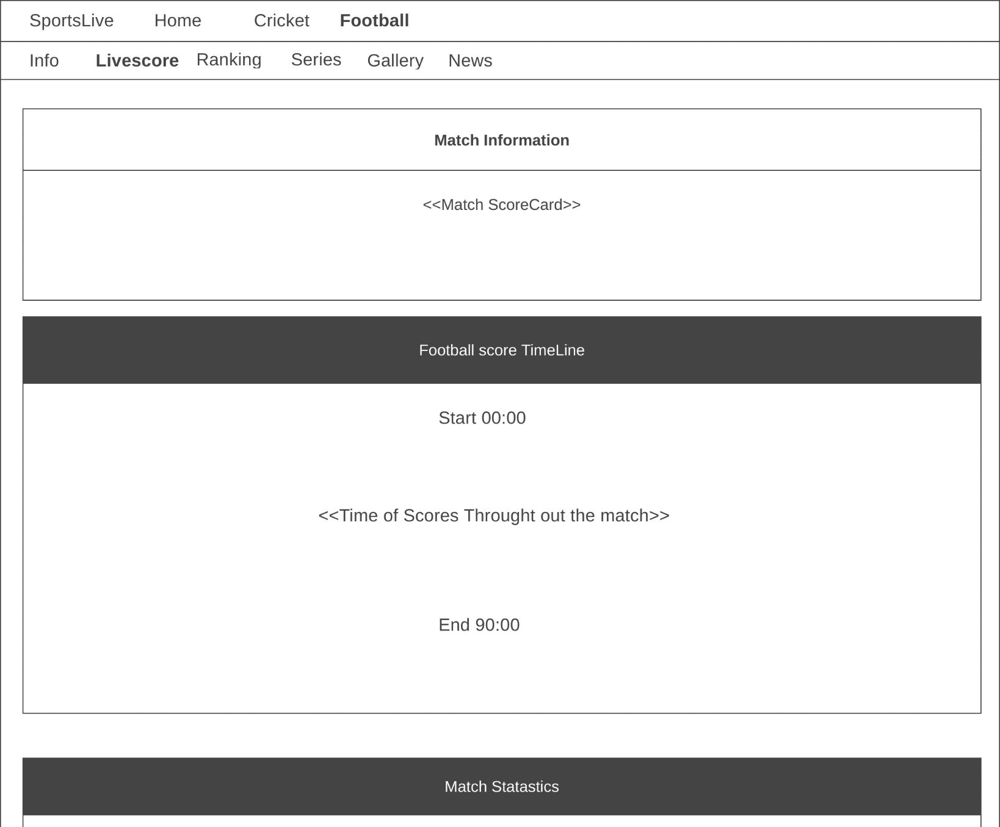 SportsLive Home Cricket Football
Info Livescore Ranking Series Gallery News
Match Information
<<Match ScoreCard>>
Football score TimeLine
Start 00:00
<<Time of Scores Throught out the match>>
End 90:00
Match Statastics